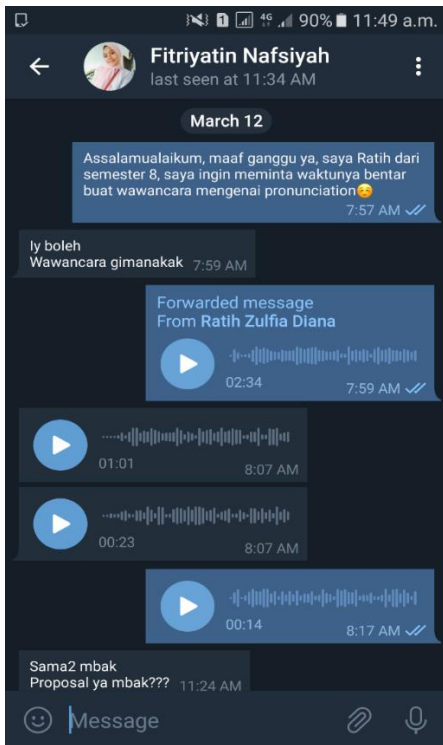 1 4G 90% 11:49 a.m.
Fitriyatin Nafsiyah
last seen at 11:34 AM
March 12
Assalamualaikum, maaf ganggu ya, saya Ratih dari
semester 8, saya ingin meminta waktunya bentar
buat wawancara mengenai pronunciation☺️
7:57 AM
Iy boleh
Wawancara gimanakak 7:59 AM
Forwarded message
From Ratih Zulfia Diana
02:34 7:59 AM
01:01 8:07 AM
00:23 8:07 AM
00:14 8:17 AM
Sama2 mbak
Proposal ya mbak??? 11:24 AM
Message